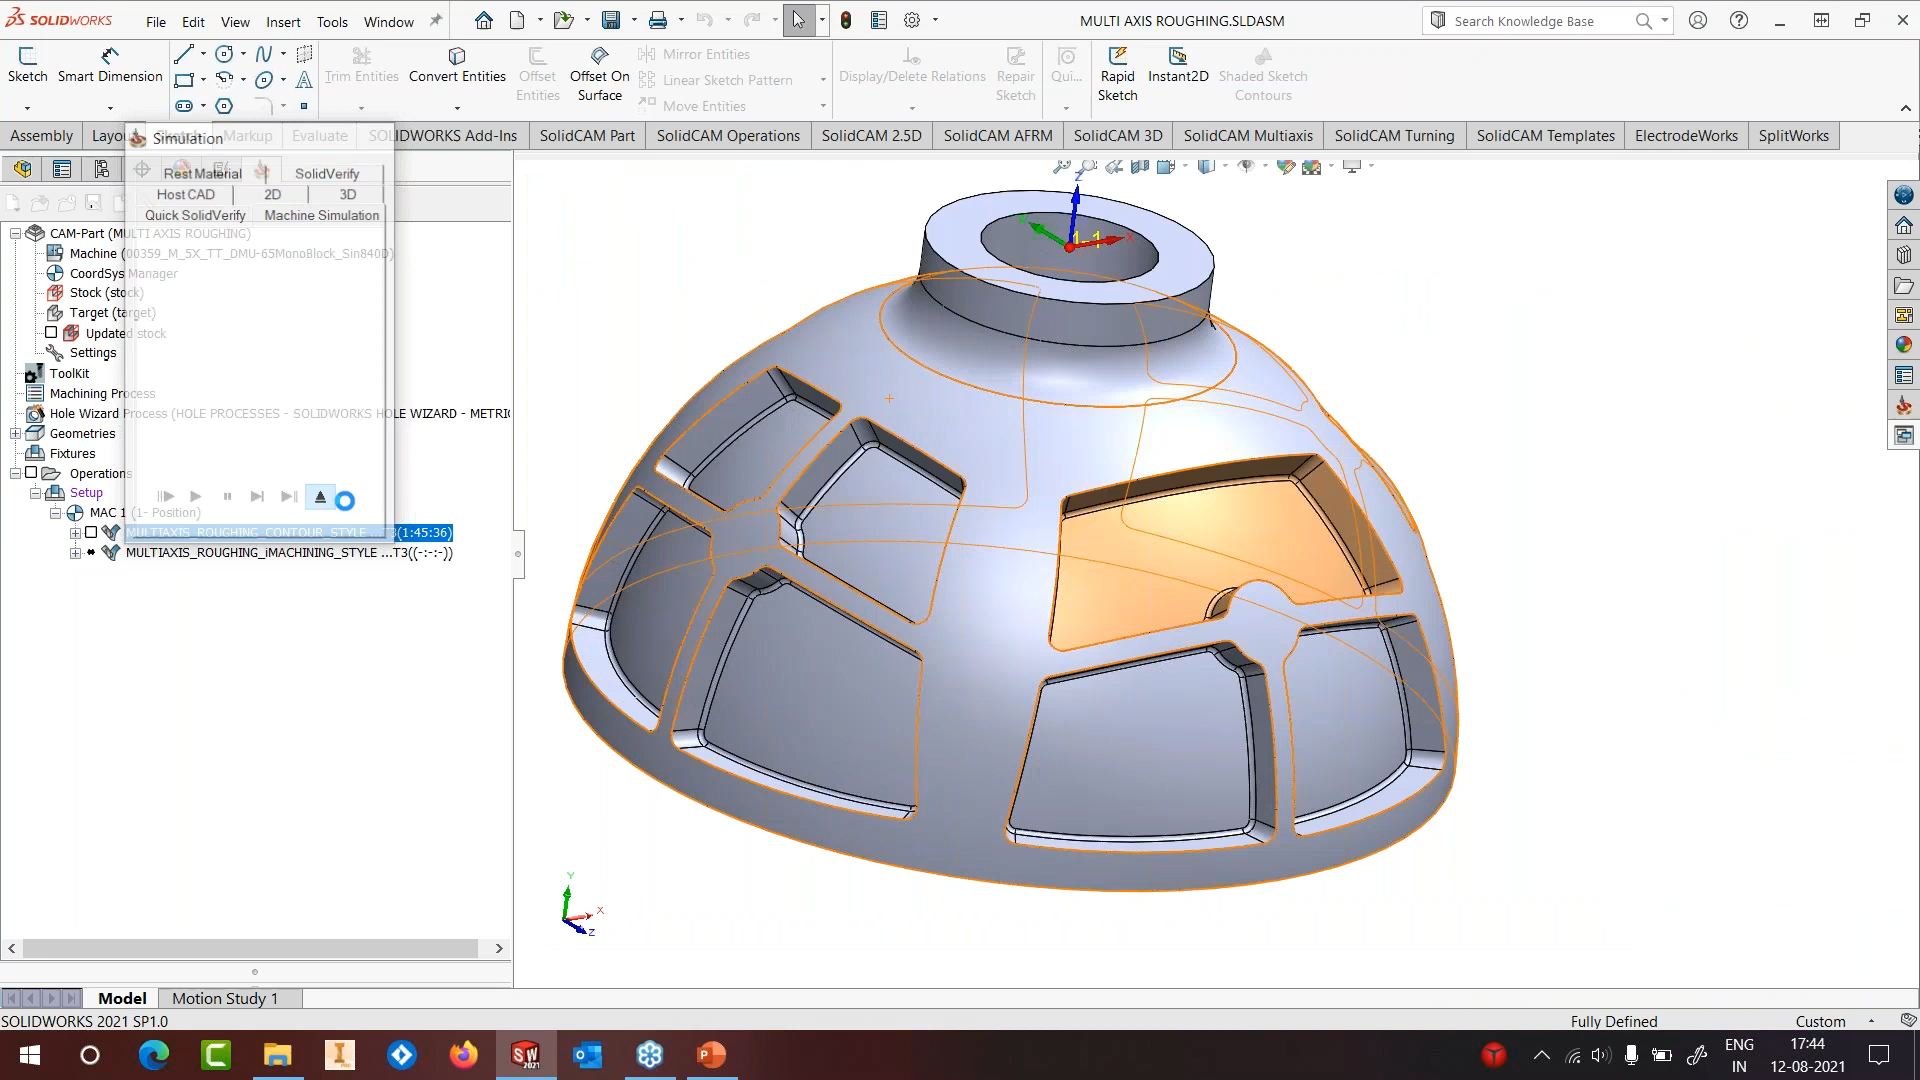 SOLIDWORKS File Edit View Insert Tools Window MULTI AXIS ROUGHING.SLDASM Search Knowledge Base
Sketch Smart Dimension Trim Entities Convert Entities Offset Entities Offset On Surface Mirror Entities Linear Sketch Pattern Move Entities Display/Delete Relations Repair Sketch Qui... Rapid Sketch Instant2D Shaded Sketch Contours
Assembly Layou Markup Evaluate SOLIDWORKS Add-Ins SolidCAM Part SolidCAM Operations SolidCAM 2.5D SolidCAM AFRM SolidCAM 3D SolidCAM Multiaxis SolidCAM Turning SolidCAM Templates ElectrodeWorks SplitWorks
Simulation
Rest Material SolidVerify
Host CAD 2D 3D
Quick SolidVerify Machine Simulation
CAM-Part (MULTI AXIS ROUGHING)
Machine (00359_M_5X_TT_DMU-65MonoBlock_Sin840D)
CoordSys Manager
Stock (stock)
Target (target)
Updated stock
Settings
ToolKit
Machining Process
Hole Wizard Process (HOLE PROCESSES - SOLIDWORKS HOLE WIZARD - METRIC
Geometries
Fixtures
Operations
Setup
MAC 1 (1- Position)
MULTIAXIS_ROUGHING_CONTOUR_STYLE ...T3(1:45:36)
MULTIAXIS_ROUGHING_iMACHINING_STYLE ...T3((-:-:-))
Z
1-1
X
Y
X
Z
Model Motion Study 1
SOLIDWORKS 2021 SP1.0 Fully Defined Custom
ENG
IN
17:44
12-08-2021